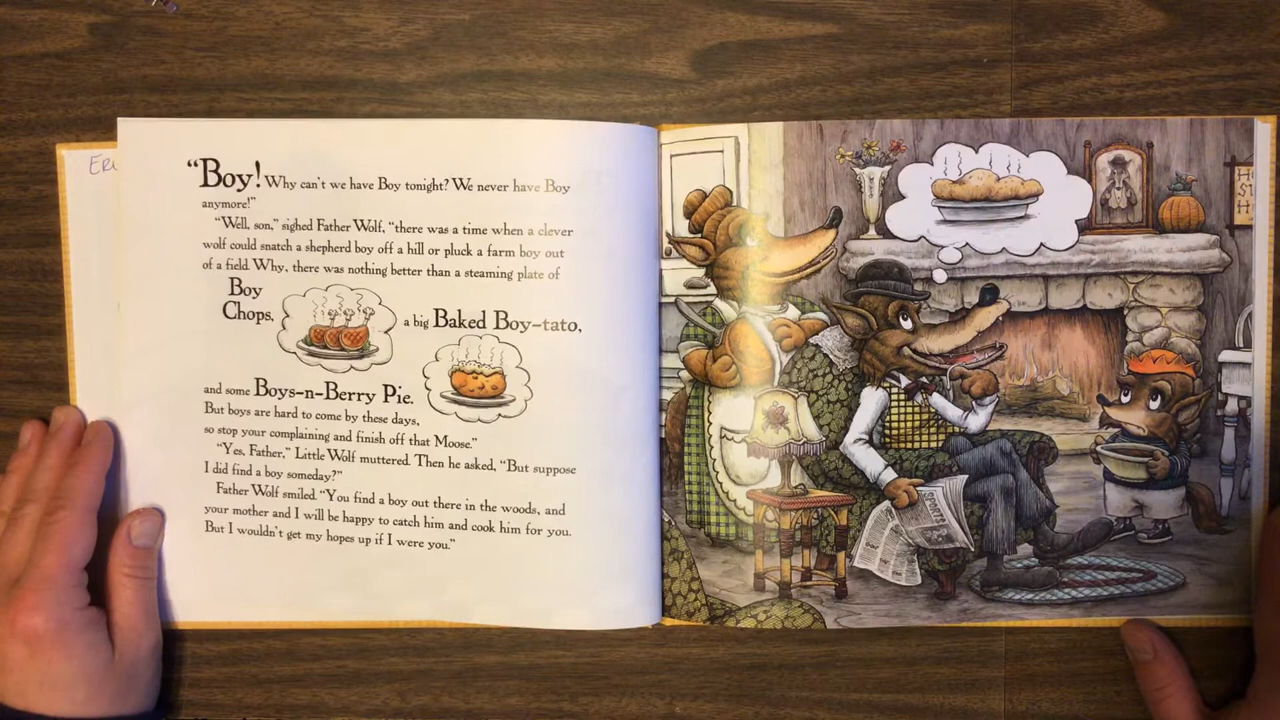 “Boy! Why can't we have Boy tonight? We never have Boy
anymore!”
“Well, son,” sighed Father Wolf, “there was a time when a clever
wolf could snatch a shepherd boy off a hill or pluck a farm boy out
of a field. Why, there was nothing better than a steaming plate of
Boy
Chops,
a big Baked Boy-tato,
and some Boys-n-Berry Pie.
But boys are hard to come by these days,
so stop your complaining and finish off that Moose.”
“Yes, Father,” Little Wolf muttered. Then he asked, “But suppose
I did find a boy someday?”
Father Wolf smiled. “You find a boy out there in the woods, and
your mother and I will be happy to catch him and cook him for you.
But I wouldn't get my hopes up if I were you.”
SPORTS